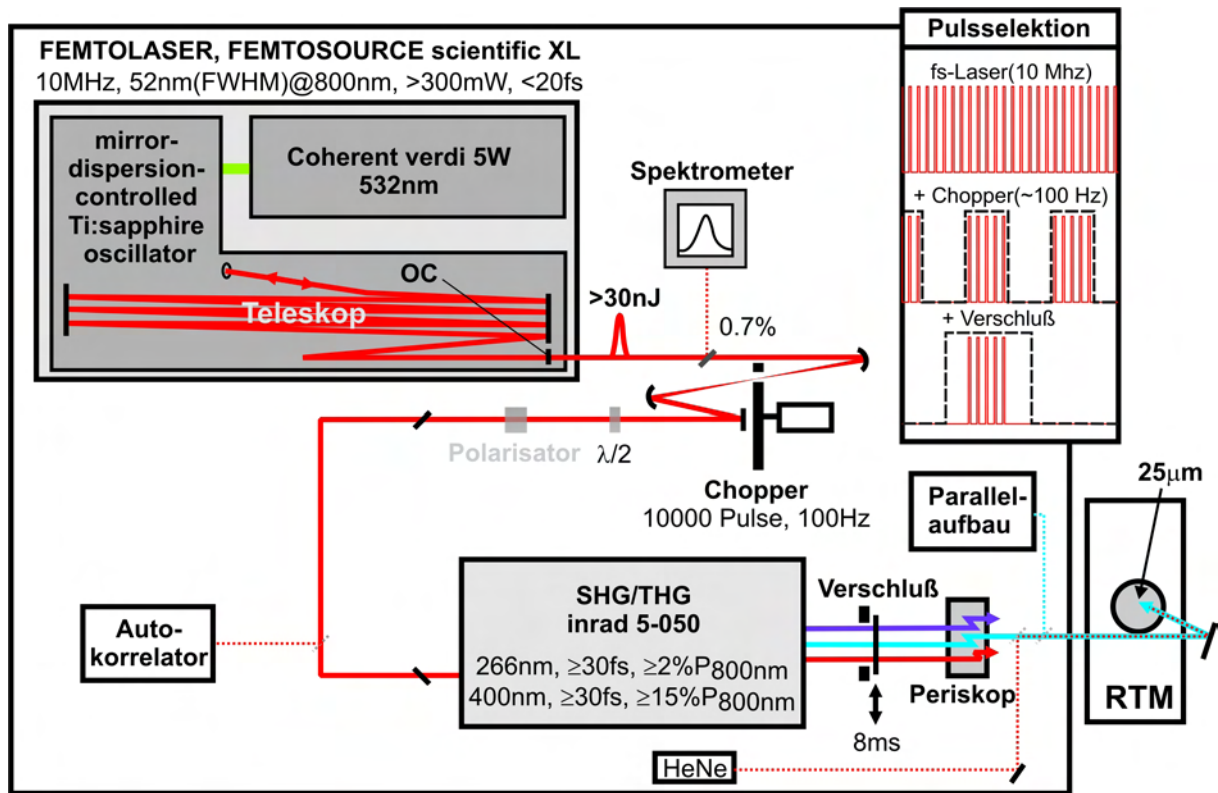 FEMTOLASER, FEMTOSOURCE scientific XL
10MHz, 52nm(FWHM)@800nm, >300mW, <20fs
mirror-
dispersion-
controlled
Ti:sapphire
oscillator
Coherent verdi 5W
532nm
OC
Teleskop
>30nJ
Spektrometer
0.7%
Pulsselektion
fs-Laser(10 Mhz)
+ Chopper(~100 Hz)
+ Verschluß
Polarisator
λ/2
Chopper
10000 Pulse, 100Hz
Parallel-
aufbau
25μm
RTM
Auto-
korrelator
SHG/THG
inrad 5-050
266nm, ≥30fs, ≥2%P800nm
400nm, ≥30fs, ≥15%P800nm
Verschluß
8ms
Periskop
HeNe